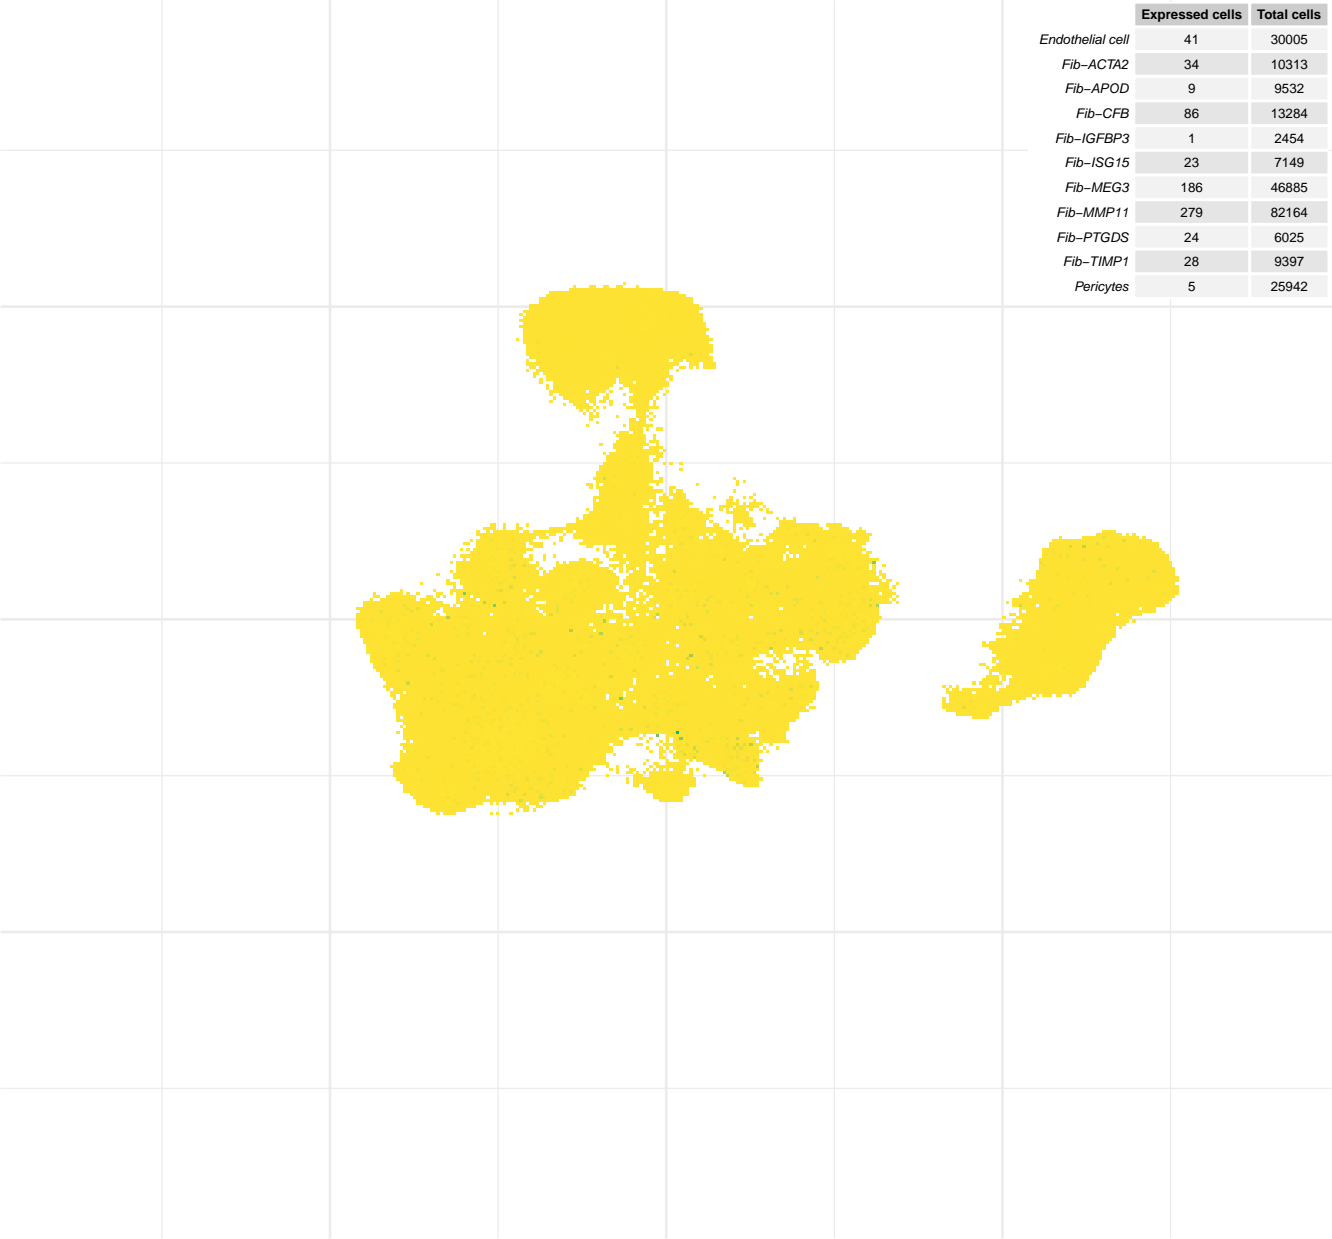 Expressed cells Total cells
Endothelial cell 41 30005
Fib−ACTA2 34 10313
Fib−APOD 9 9532
Fib−CFB 86 13284
Fib−IGFBP3 1 2454
Fib−ISG15 23 7149
Fib−MEG3 186 46885
Fib−MMP11 279 82164
Fib−PTGDS 24 6025
Fib−TIMP1 28 9397
Pericytes 5 25942